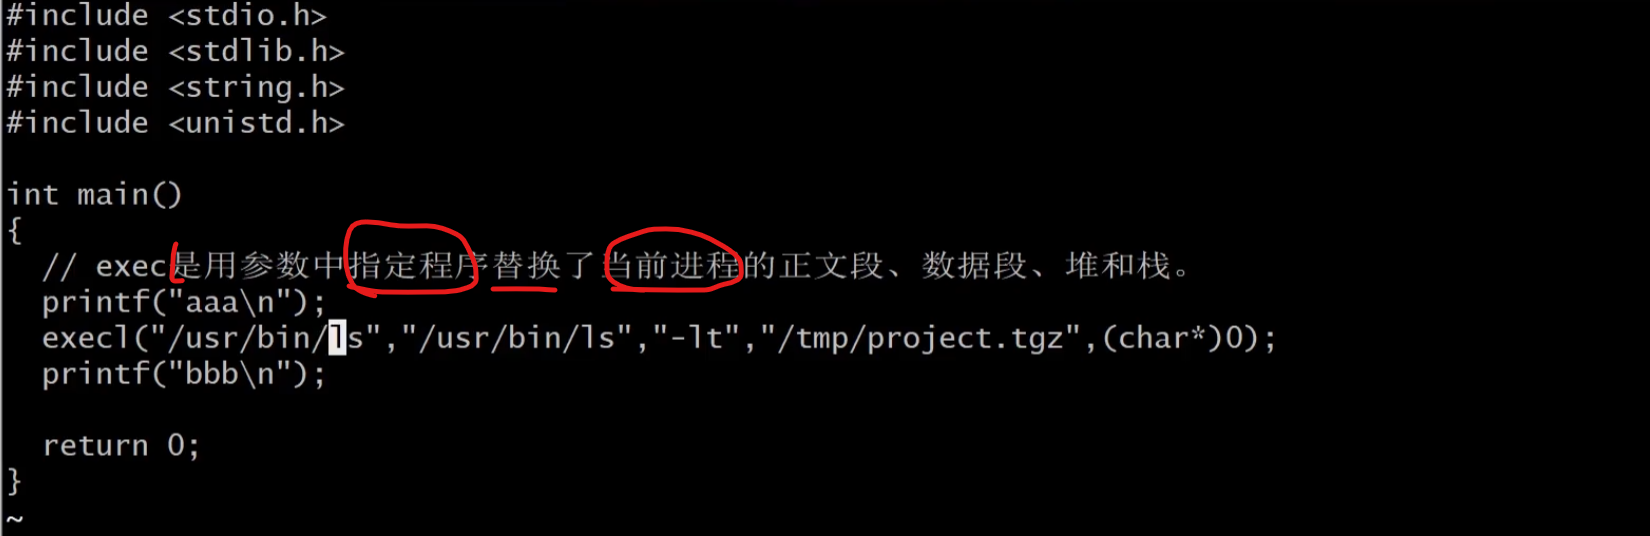 #include <stdio.h>
#include <stdlib.h>
#include <string.h>
#include <unistd.h>
int main()
{
// exec是用参数中指定程序替换了当前进程的正文段、数据段、堆和栈。
printf("aaa\n");
execl("/usr/bin/ls","/usr/bin/ls","-lt","/tmp/project.tgz",(char*)0);
printf("bbb\n");
return 0;
}
~